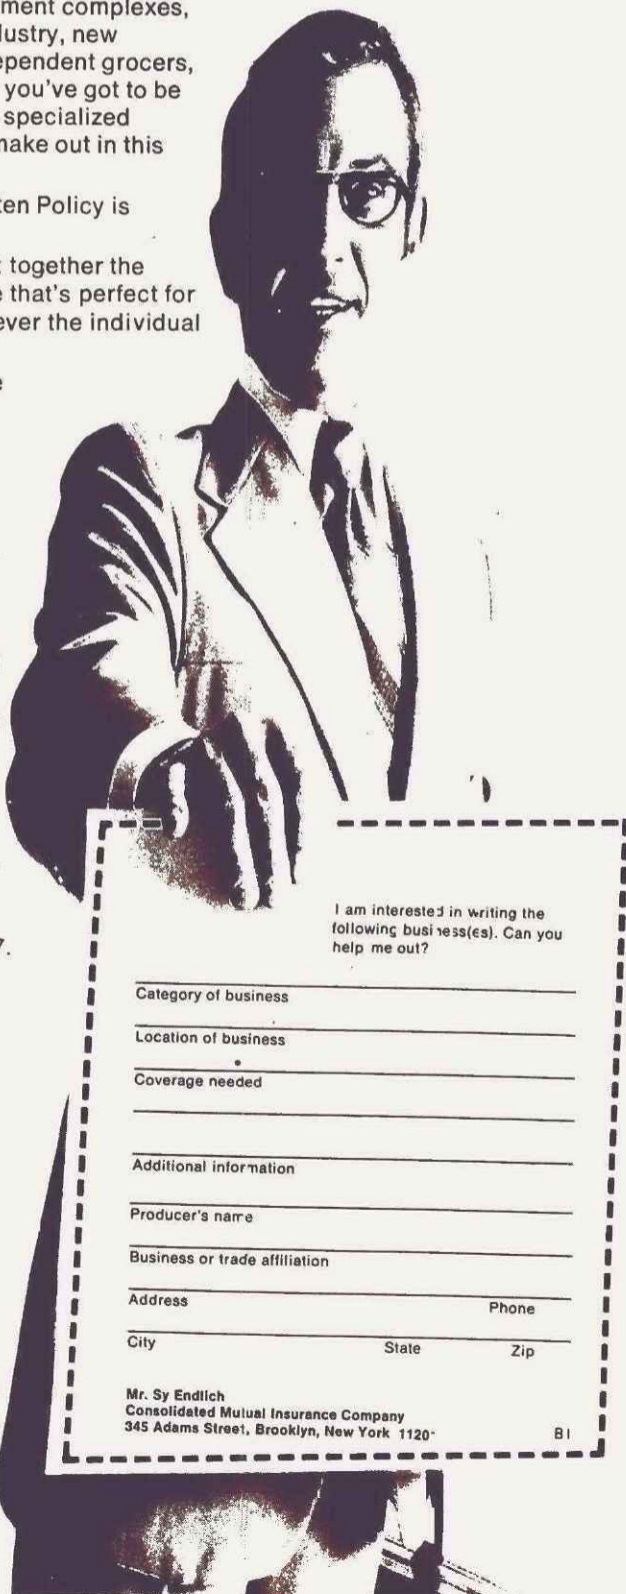 ment complexes,
lustry, new
ependent grocers,
you've got to be
specialized
make out in this
ten Policy is
together the
e that's perfect for
ever the individual
e
y.
I am interested in writing the
following business(es). Can you
help me out?
Category of business
Location of business
Coverage needed
Additional information
Producer's name
Business or trade affiliation
Address Phone
City State Zip
Mr. Sy Endlich
Consolidated Mutual Insurance Company
345 Adams Street, Brooklyn, New York 1120
BI